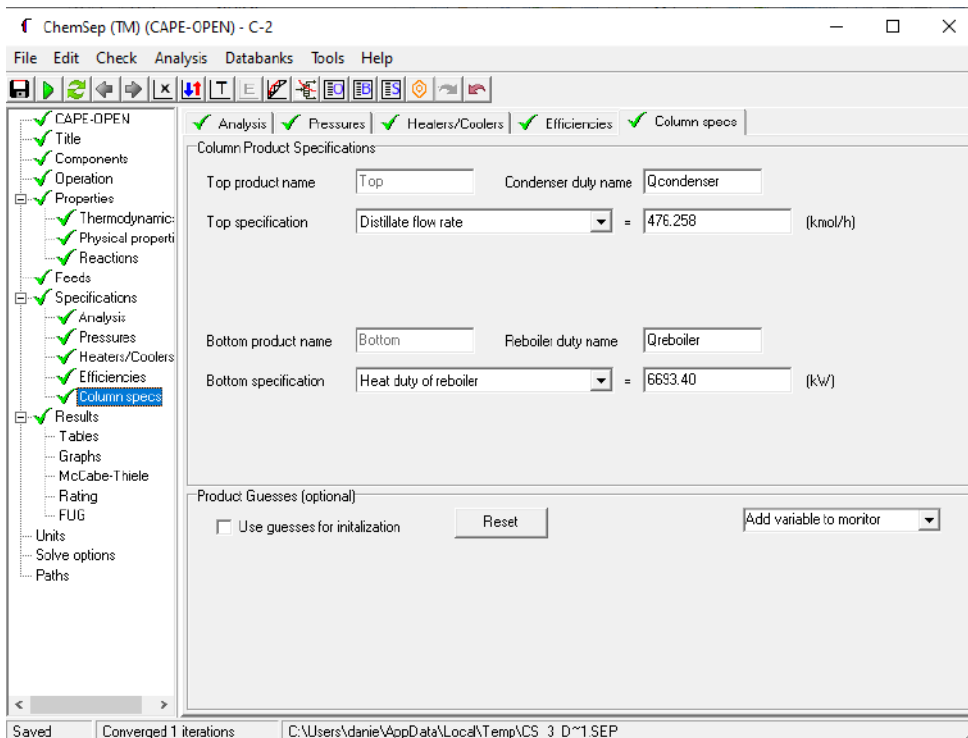 ChemSep (TM) (CAPE-OPEN) - C-2
File Edit Check Analysis Databanks Tools Help
CAPE-OPEN
Title
Components
Operation
Properties
Thermodynamic:
Physical properti
Reactions
Feeds
Specifications
Analysis
Pressures
Heaters/Coolers
Efficiencies
Column specs
Results
Tables
Graphs
McCabe-Thiele
Rating
FUG
Units
Solve options
Paths
Analysis Pressures Heaters/Coolers Efficiencies Column specs
Column Product Specifications
Top product name Top Condenser duty name Qcondenser
Top specification Distillate flow rate = 476.258 (kmol/h)
Bottom product name Bottom Reboiler duty name Qreboiler
Bottom specification Heat duty of reboiler = 6693.40 (kW)
Product Guesses (optional)
Use guesses for initalization Reset Add variable to monitor
Saved Converged 1 iterations C:\Users\danie\AppData\Local\Temp\CS_3_D~1.SEP